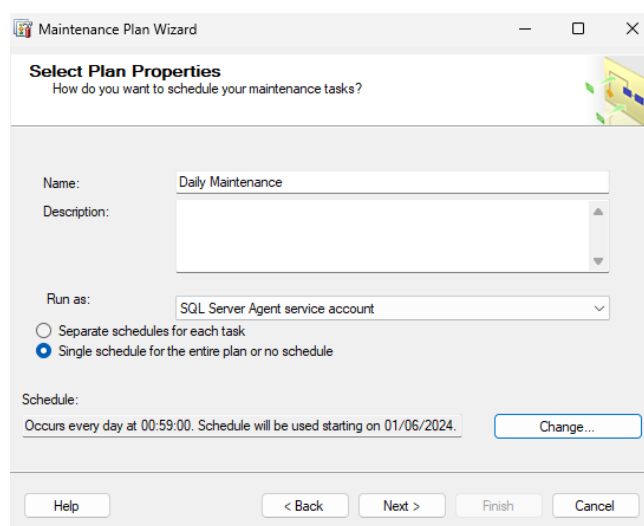 Maintenance Plan Wizard
Select Plan Properties
How do you want to schedule your maintenance tasks?
Name:
Daily Maintenance
Description:
Run as:
SQL Server Agent service account
Separate schedules for each task
Single schedule for the entire plan or no schedule
Schedule:
Occurs every day at 00:59:00. Schedule will be used starting on 01/06/2024.
Change...
Help
< Back
Next >
Finish
Cancel